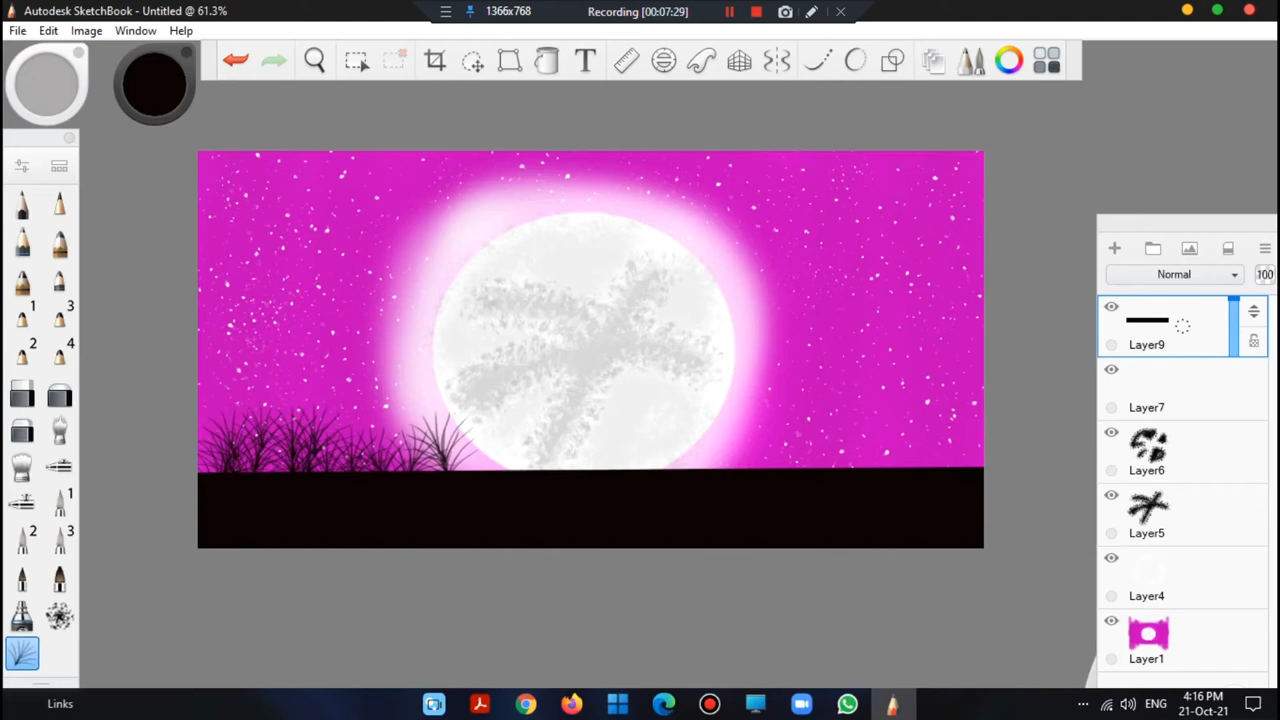 Autodesk SketchBook - Untitled @ 61.3%
1366x768
Recording [00:07:29]
File Edit Image Window Help
T
Normal
100
Layer9
Layer7
Layer6
Layer5
Layer4
Layer1
1
3
2
4
1
2
3
Links
ENG
4:16 PM
21-Oct-21